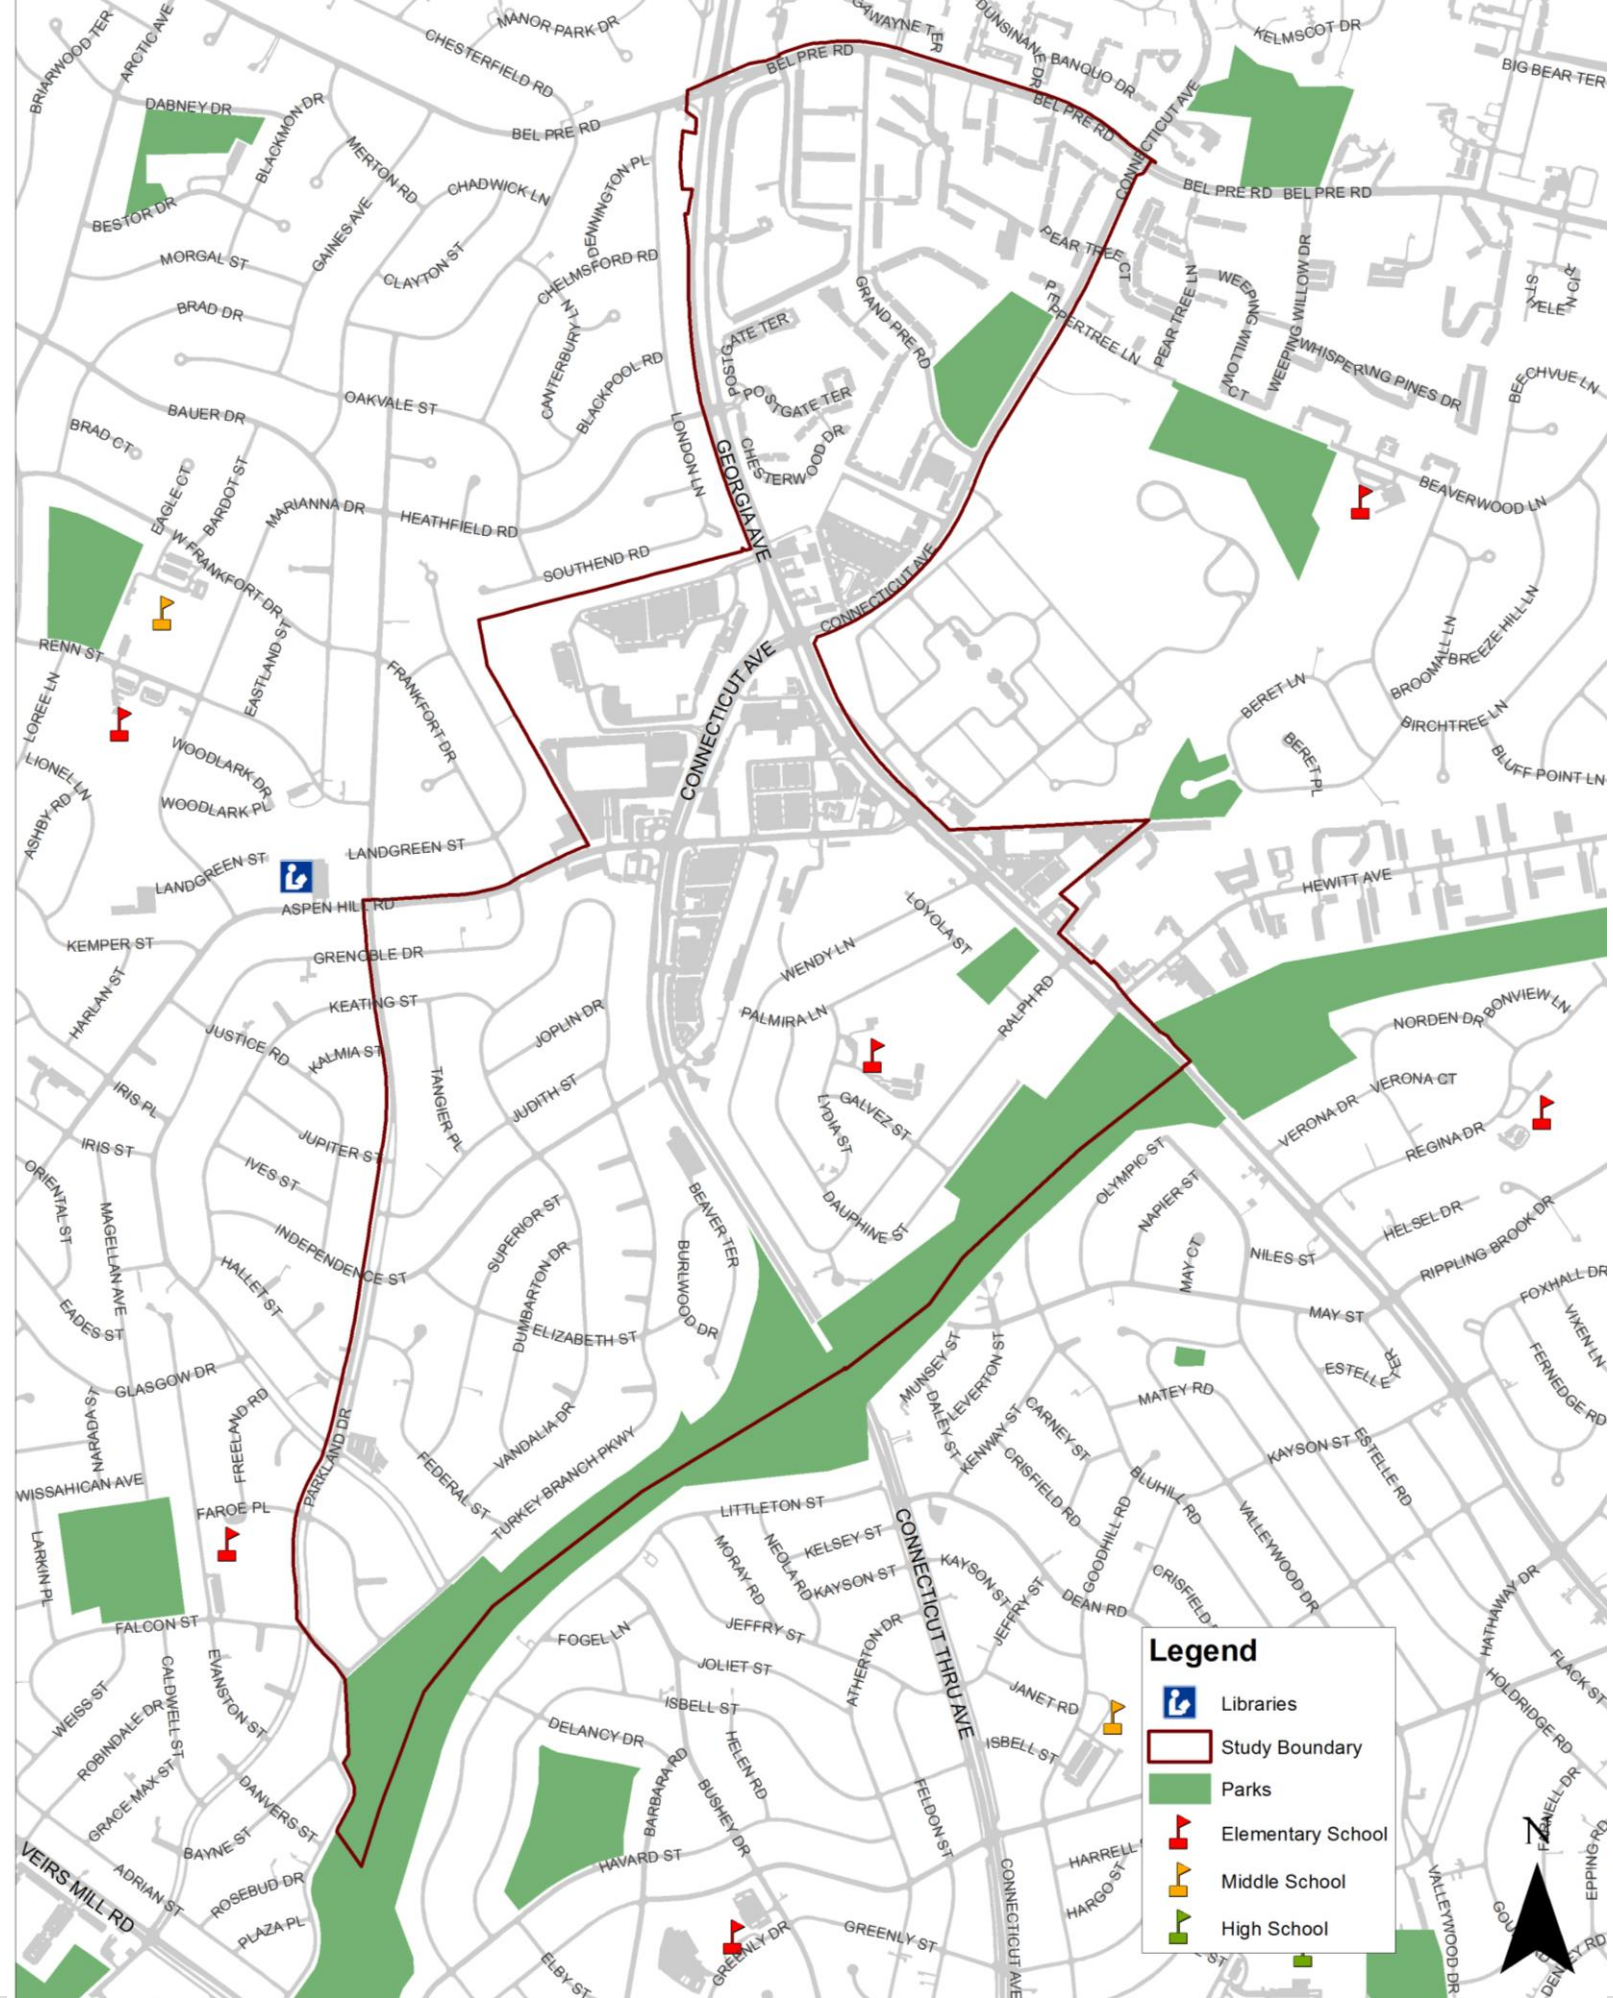 MANOR PARK DR
GAWAYNE TER
DUNSINANE DR
KELMSCOT DR
BRIARWOOD TER
ARCTIC AVE
CHESTERFIELD RD
BEL PRE RD
BANQUO DR
BIG BEAR TER
DABNEY DR
BLACKMON DR
BEL PRE RD
BEL PRE RD
CONNECTICUT AVE
MERTON RD
CHADWICK LN
DENNINGTON PL
BEL PRE RD
BEL PRE RD
BESTOR DR
GAINES AVE
MORGAL ST
CLAYTON ST
CHELMSFORD RD
PEAR TREE CT
PEAR TREE LN
WEEPING WILLOW CT
WEEPING WILLOW DR
BRAD DR
CANTERBURY LN
GRAND PRE RD
PEPPERTREE LN
POSTGATE TER
BLACKPOOL RD
WHISPERING PINES DR
BEECHVUE LN
OAKVALE ST
POSTGATE TER
BAUER DR
BRAD CT
LONDON LN
GEORGIA AVE
CHESTERWOOD DR
EAGLE CT
BARDOT ST
MARIANNA DR
HEATHFIELD RD
BEAVERWOOD LN
W FRANKFORT DR
SOUTHEND RD
CONNECTICUT AVE
RENN ST
EASTLAND ST
FRANKFORT DR
CONNECTICUT AVE
BROOMALL LN
BREEZE HILL LN
LOREE LN
BERET LN
BIRCHTREE LN
BERET PL
BLUFF POINT LN
LIONEL LN
WOODLARK DR
WOODLARK PL
ASHBY RD
LANDGREEN ST
LANDGREEN ST
HEWITT AVE
ASPEN HILL RD
LOYOLA ST
KEMPER ST
GRENOBLE DR
WENDY LN
HARLAN ST
KEATING ST
JOPLIN DR
PALMIRA LN
RALPH RD
NORDEN DR
BONVIEW LN
JUSTICE RD
KALMIA ST
VERONA CT
IRIS PL
TANGIER PL
JUDITH ST
LYDIA ST
GALVEZ ST
VERONA DR
REGINA DR
IRIS ST
JUPITER ST
IVES ST
ORIENTAL ST
MAGELLAN AVE
OLYMPIC ST
NAPIER ST
BEAVER TER
DAUPHINE ST
HELSEL DR
RIPPLING BROOK DR
INDEPENDENCE ST
SUPERIOR ST
DUMBARTON DR
BURLWOOD DR
MAY CT
NILES ST
FOXHALL DR
HALLET ST
EADES ST
ELIZABETH ST
MAY ST
VIXEN LN
MUNSEY ST
LEVERTON ST
ESTELLE TER
FERNEDGE RD
GLASGOW DR
NARADA ST
FREELAND RD
PARKLAND DR
VANDALIA DR
DALEY ST
MATEY RD
CARNEY ST
KENWAY ST
KAYSON ST
ESTELLE RD
TURKEY BRANCH PKWY
FEDERAL ST
CRISFIELD RD
BLUHILL RD
WISSAHICAN AVE
FAROE PL
LITTLETON ST
CONNECTICUT THRU AVE
GOODHILL RD
VALLEYWOOD DR
LARKIN PL
MORAY RD
NEOLA RD
KELSEY ST
KAYSON ST
KAYSON ST
JEFFRY ST
DEAN RD
CRISFIELD
HATHAWAY DR
FALCON ST
FOGEL LN
JEFFRY ST
ATHERTON DR
CALDWELL ST
EVANSTON ST
JOLIET ST
FLACK ST
WEISS ST
ROBINDALE DR
ISBELL ST
JANET RD
HOLDRIDGE RD
DELANCY DR
HELEN RD
ISBELL ST
GRACE MAX ST
DANVERS ST
BARBARA RD
BUSHEY DR
FELDON ST
FARNELL DR
BAYNE ST
HAVARD ST
HARRELL
EPPING RD
VEIRS MILL RD
ADRIAN ST
ROSEBUD DR
HARGO ST
PLAZA PL
GREENLY DR
GREENLY ST
CONNECTICUT AVE
VALLEYWOOD DR
ELBY ST
Legend
Libraries
Study Boundary
Parks
Elementary School
Middle School
High School
N